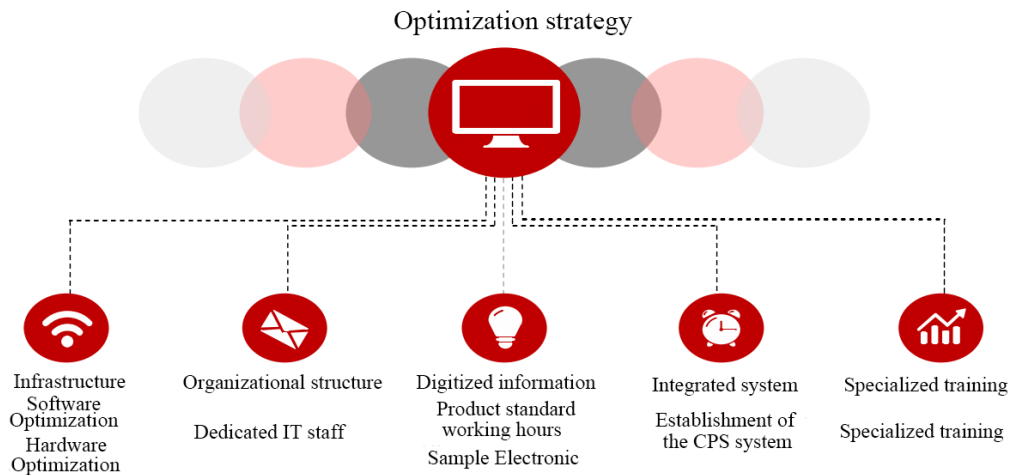 Optimization strategy
Infrastructure
Software
Optimization
Hardware
Optimization
Organizational structure
Dedicated IT staff
Digitized information
Product standard
working hours
Sample Electronic
Integrated system
Establishment of
the CPS system
Specialized training
Specialized training